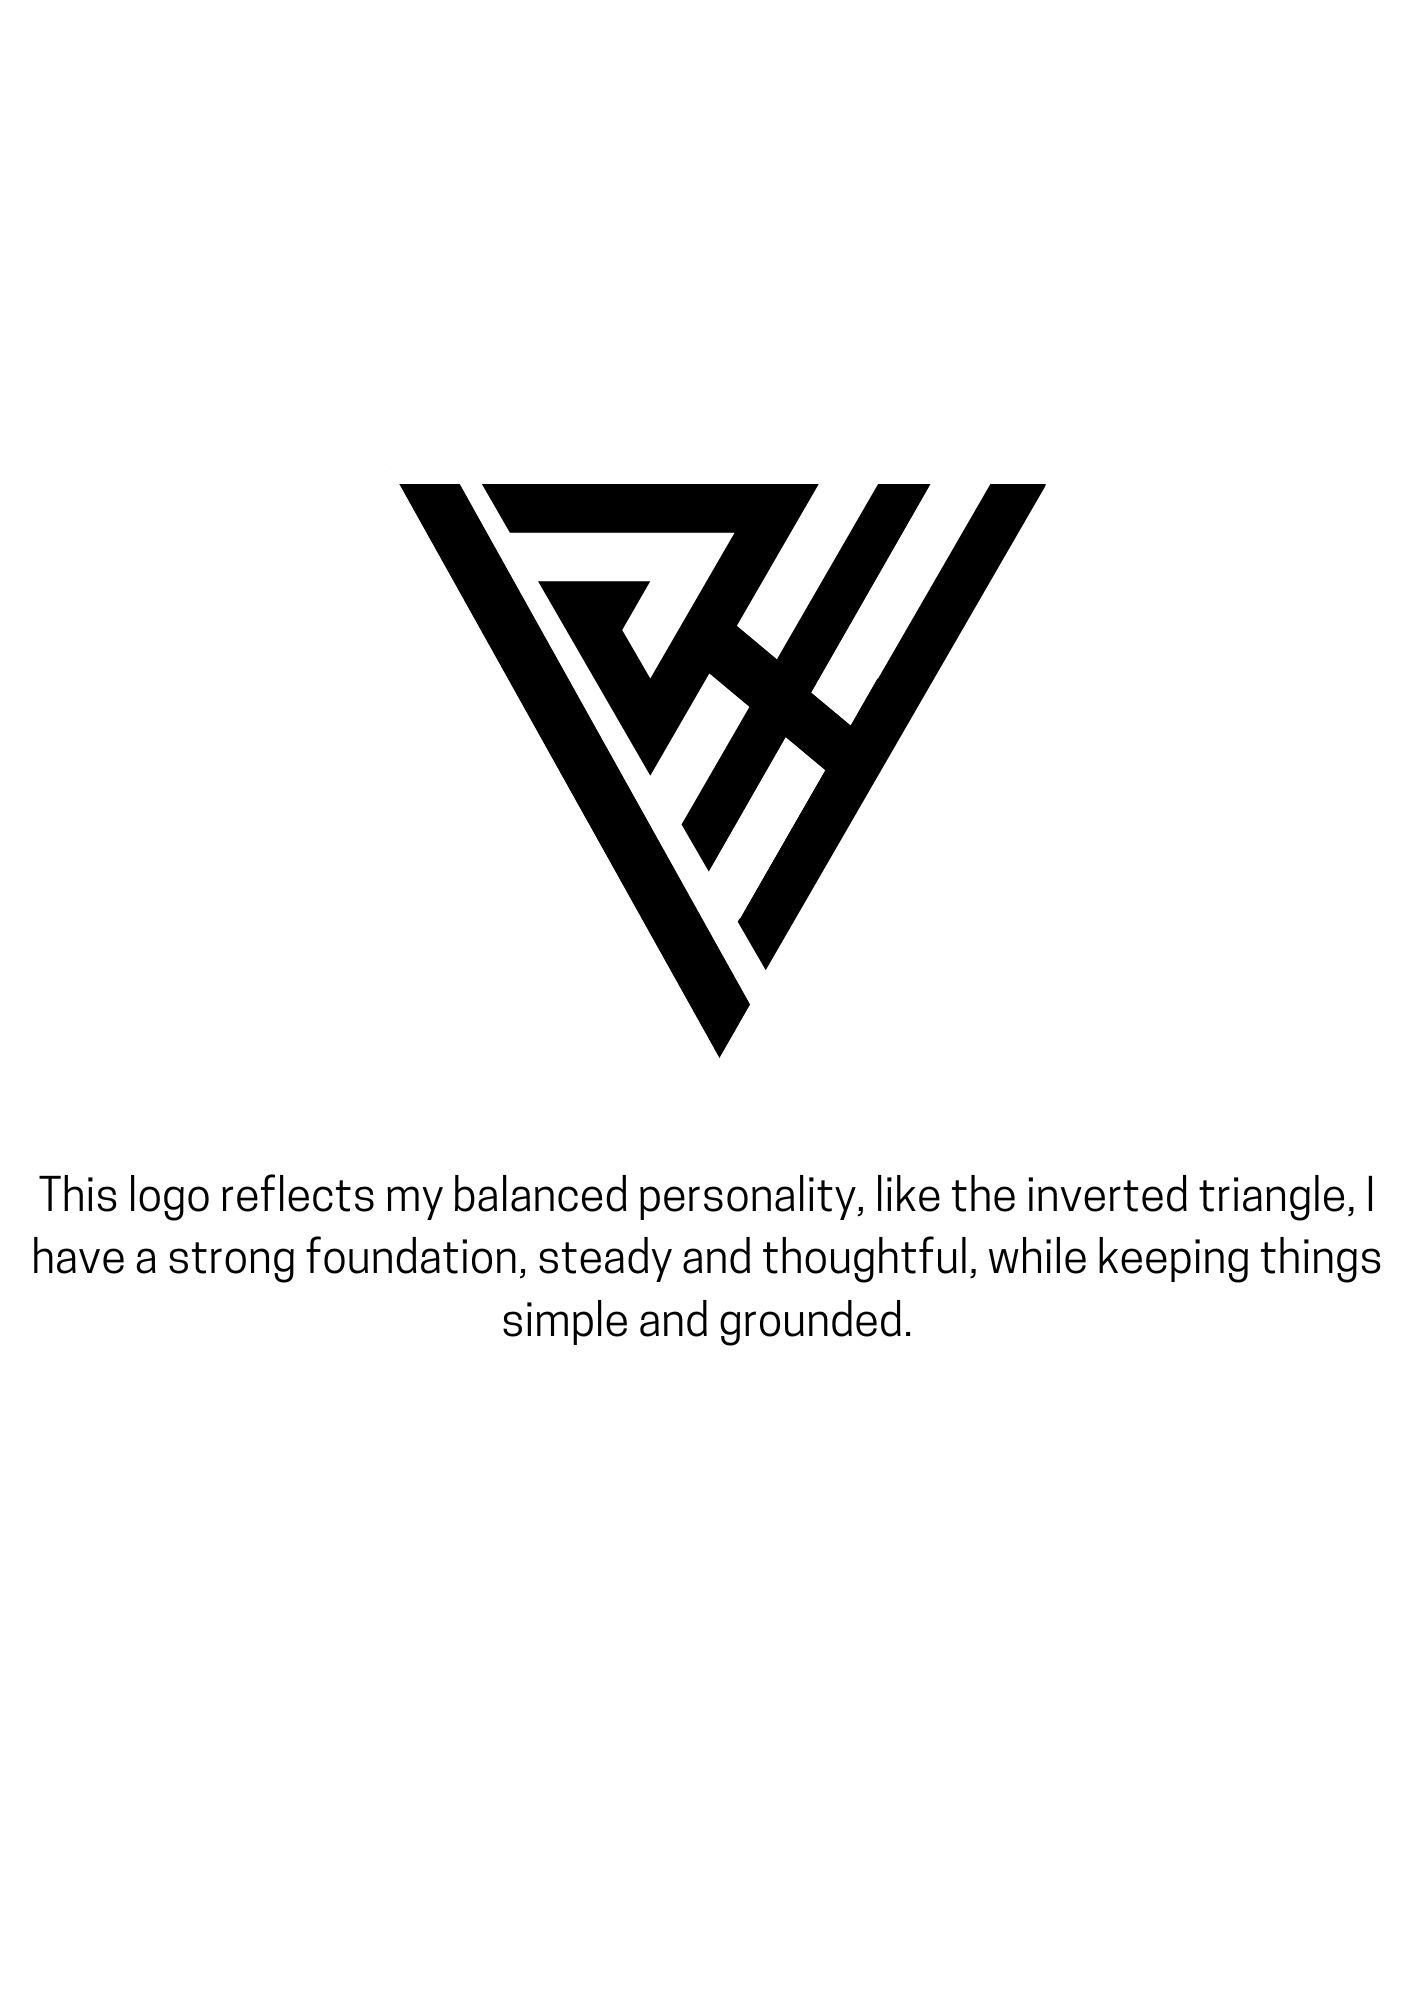 This logo reflects my balanced personality, like the inverted triangle, I
have a strong foundation, steady and thoughtful, while keeping things
simple and grounded.